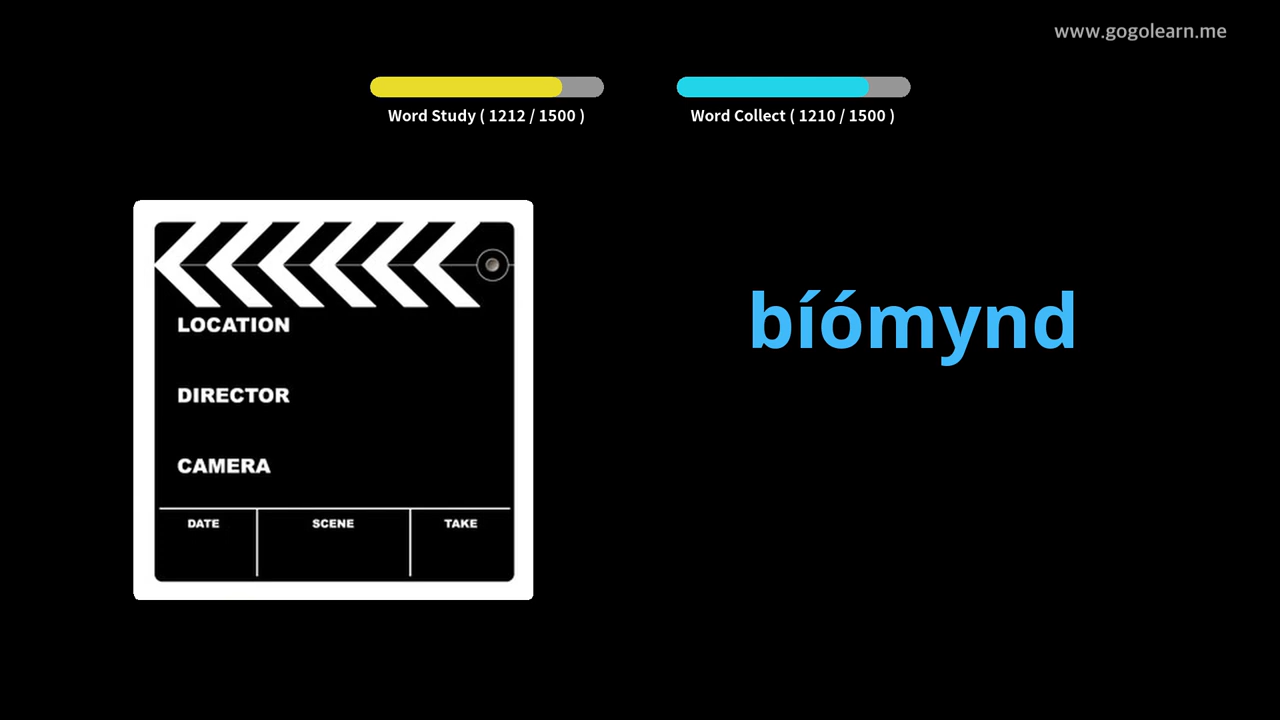 www.gogolearn.me
Word Study ( 1212 / 1500 )
Word Collect ( 1210 / 1500 )
LOCATION
DIRECTOR
CAMERA
DATE
SCENE
TAKE
bíómynd